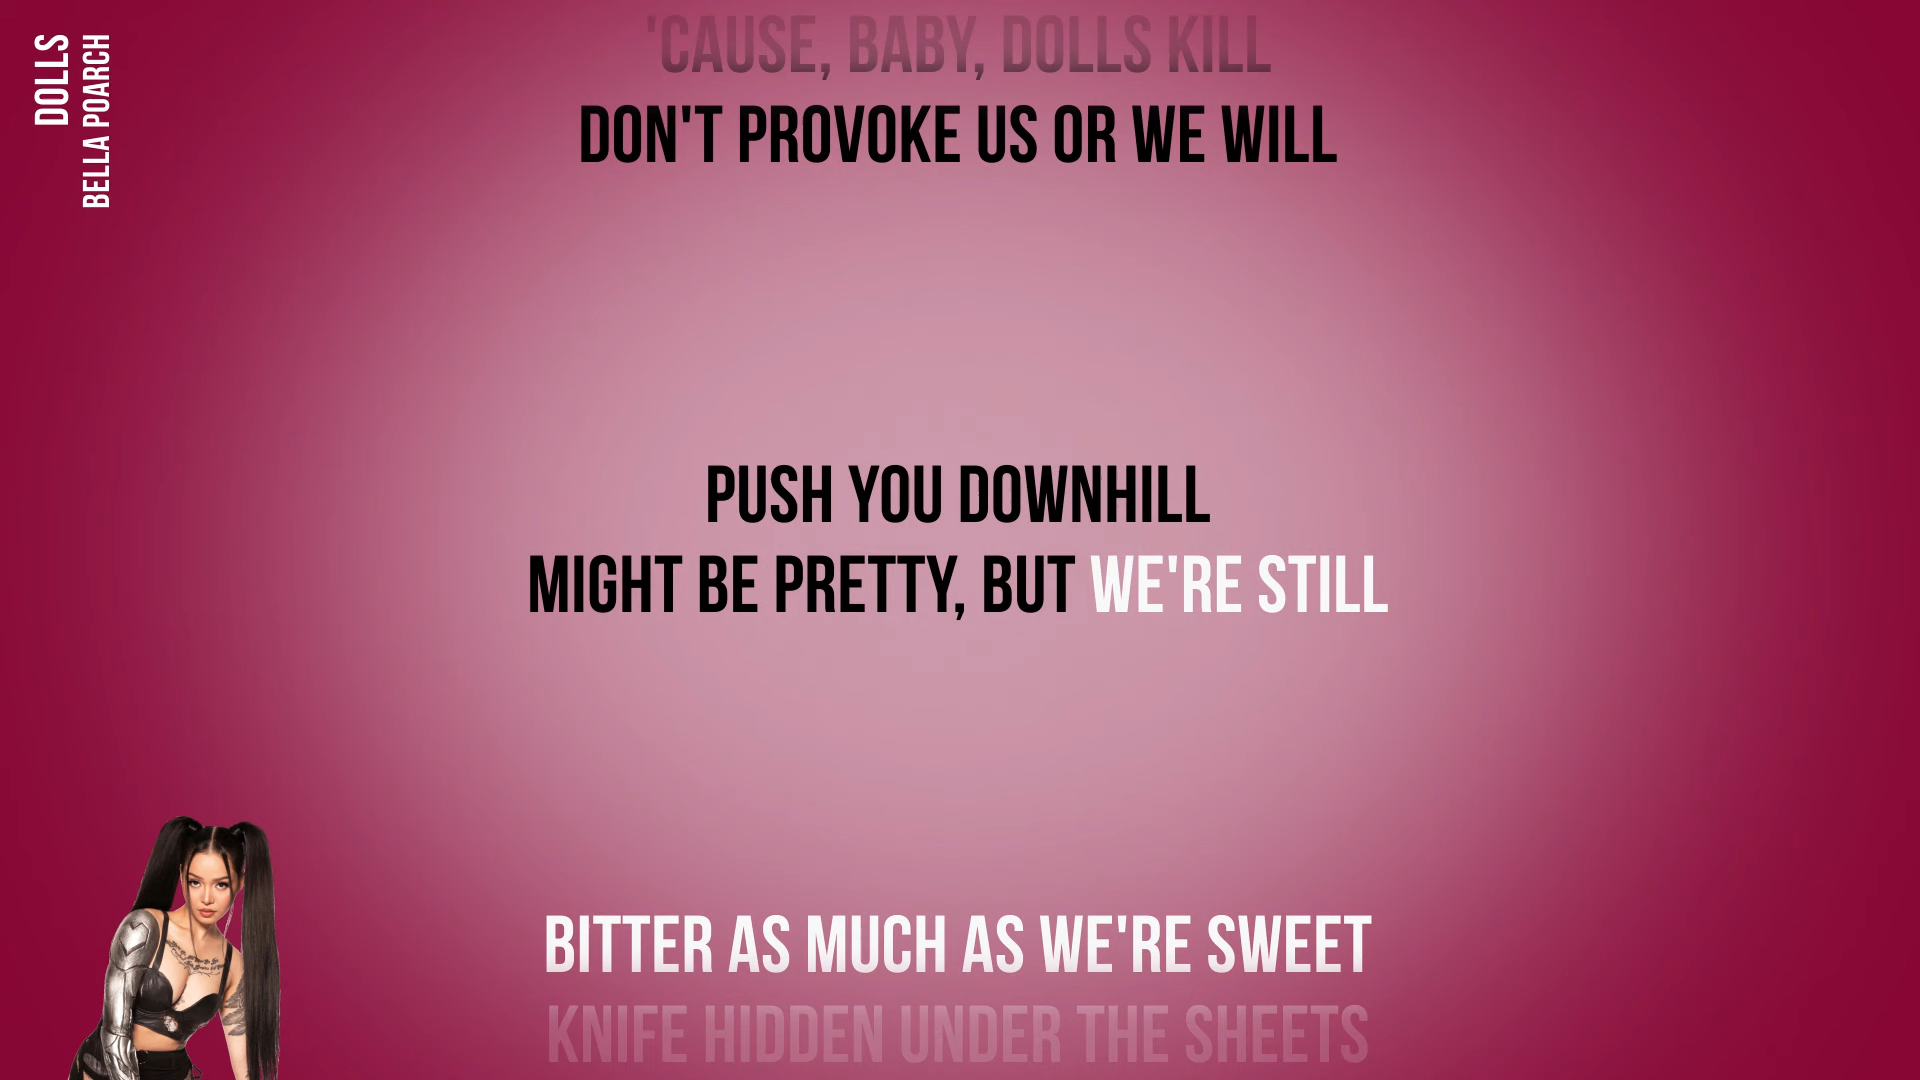 DOLLS
BELLA POARCH
'CAUSE, BABY, DOLLS KILL
DON'T PROVOKE US OR WE WILL
PUSH YOU DOWNHILL
MIGHT BE PRETTY, BUT WE'RE STILL
BITTER AS MUCH AS WE'RE SWEET
KNIFE HIDDEN UNDER THE SHEETS